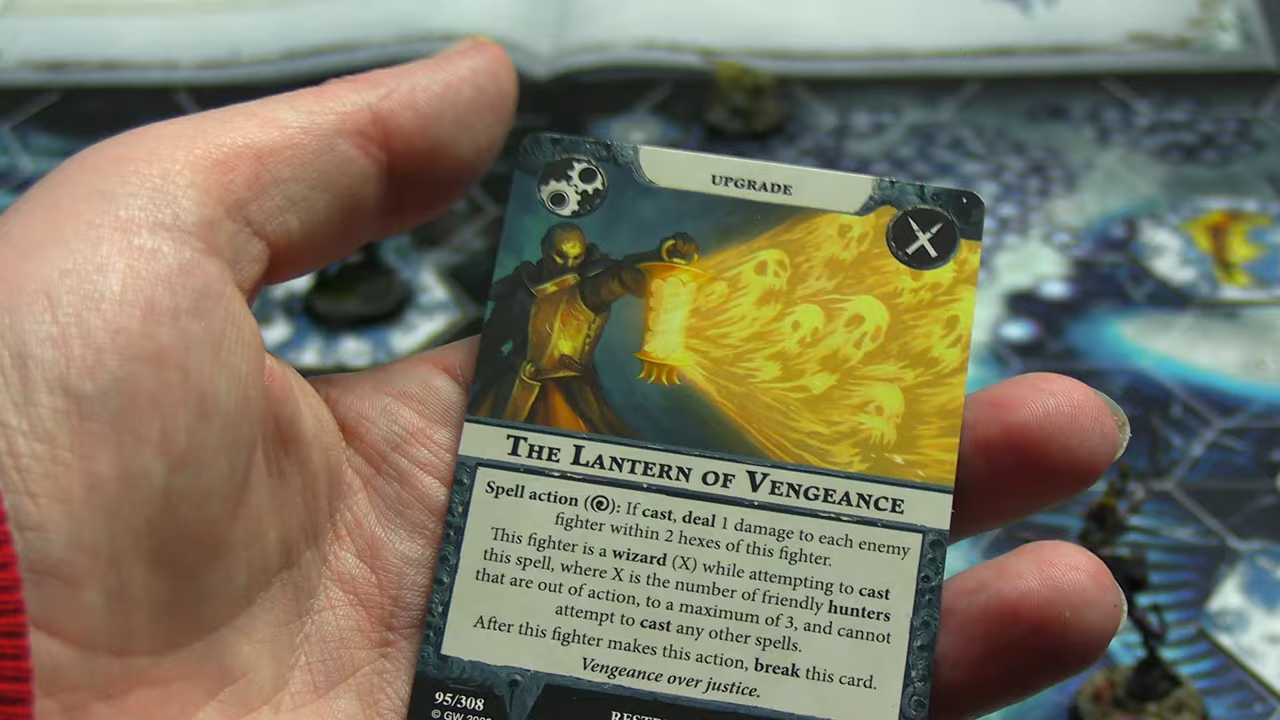 UPGRADE
THE LANTERN OF VENGEANCE
Spell action ( ): If cast, deal 1 damage to each enemy
fighter within 2 hexes of this fighter.
This fighter is a wizard (X) while attempting to cast
this spell, where X is the number of friendly hunters
that are out of action, to a maximum of 3, and cannot
attempt to cast any other spells.
After this fighter makes this action, break this card.
Vengeance over justice.
95/308
© GW